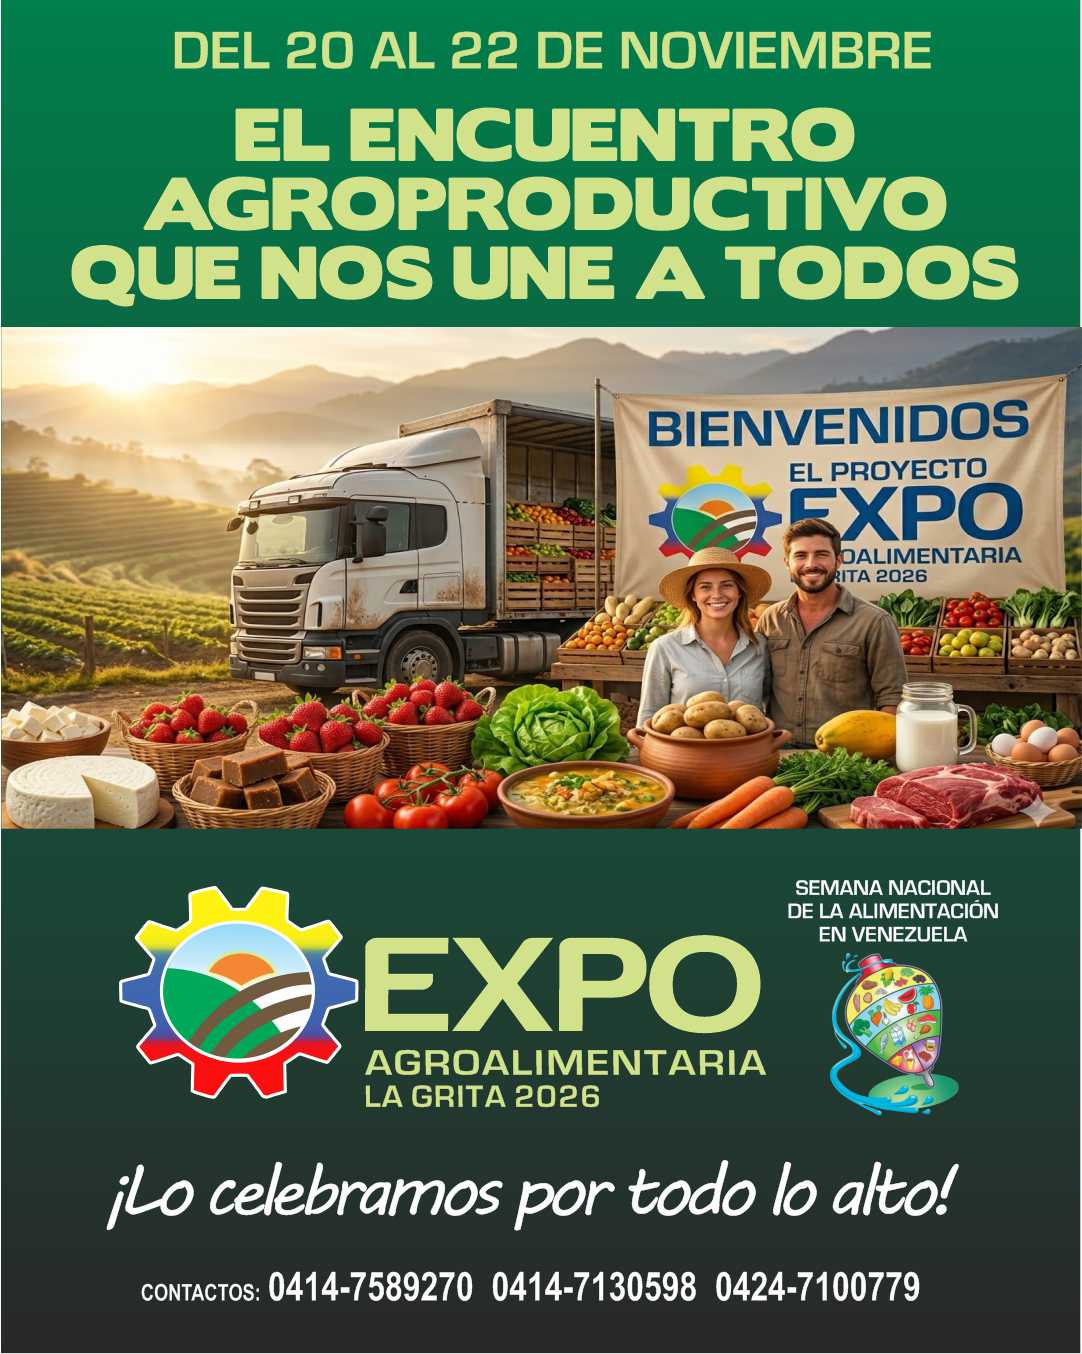 DEL 20 AL 22 DE NOVIEMBRE
EL ENCUENTRO
AGROPRODUCTIVO
QUE NOS UNE A TODOS
BIENVENIDOS
EL PROYECTO
EXPO
OALIMENTARIA
RITA 2026
SEMANA NACIONAL
DE LA ALIMENTACIÓN
EN VENEZUELA
EXPO
AGROALIMENTARIA
LA GRITA 2026
¡Lo celebramos por todo lo alto!
CONTACTOS: 0414-7589270 0414-7130598 0424-7100779